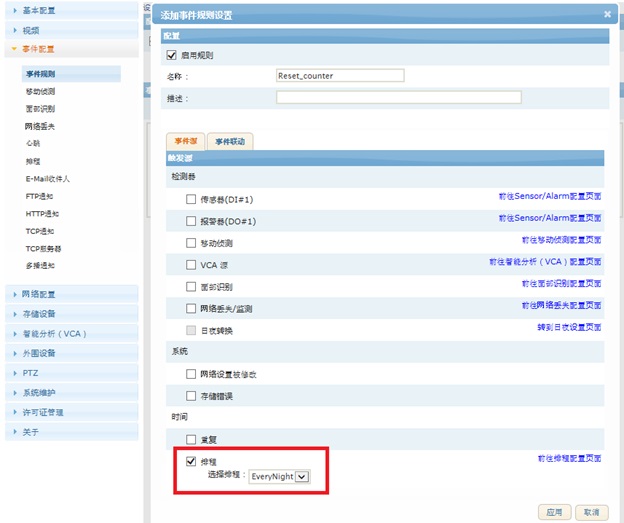 基本配置
视频
事件配置
事件规则
移动侦测
面部识别
网络丢失
心跳
排程
E-Mail收件人
FTP通知
HTTP通知
TCP通知
TCP服务器
多播通知
网络配置
存储设备
智能分析（VCA）
外围设备
PTZ
系统维护
许可证管理
关于
添加事件规则设置
配置
启用规则
名称： Reset_counter
描述：
事件源 事件联动
触发源
检测器
传感器(DI#1) 前往Sensor/Alarm配置页面
报警器(DO#1) 前往Sensor/Alarm配置页面
移动侦测 前往移动侦测配置页面
VCA 源 前往智能分析（VCA）配置页面
面部识别 前往面部识别配置页面
网络丢失/监测 前往网络丢失配置页面
日夜转换 转到日夜设置页面
系统
网络设置被修改
存储错误
时间
重复
排程 前往排程配置页面
选择排程： EveryNight
应用 取消